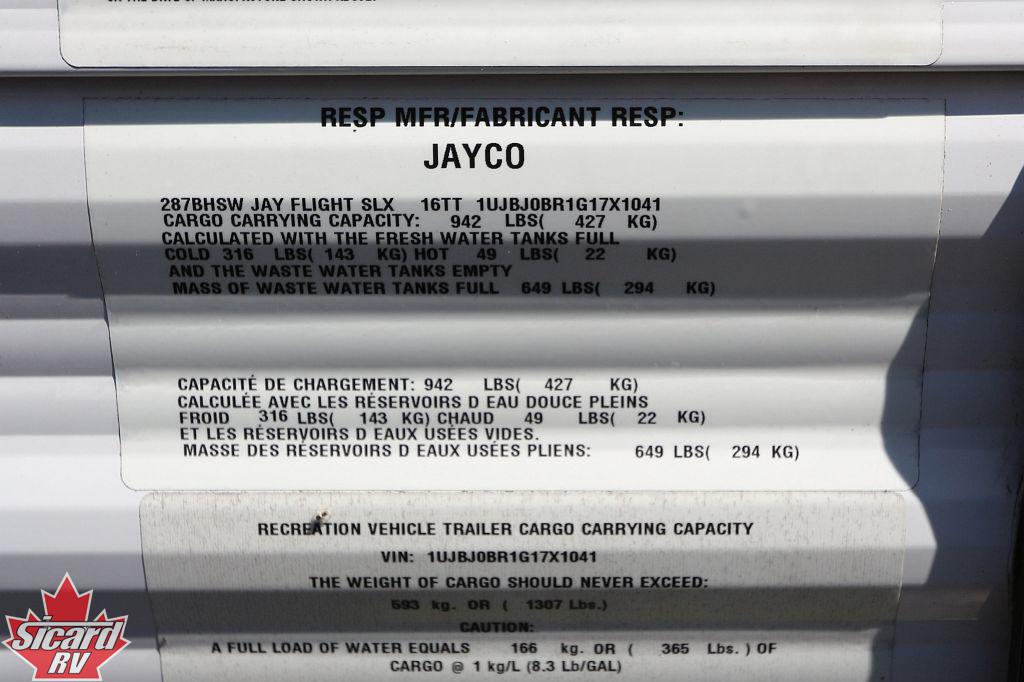 RESP MFR/FABRICANT RESP:
JAYCO
287BHSW JAY FLIGHT SLX 16TT 1UJBJ0BR1G17X1041
CARGO CARRYING CAPACITY: 942 LBS( 427 KG)
CALCULATED WITH THE FRESH WATER TANKS FULL
COLD 316 LBS( 143 KG) HOT 49 LBS( 22 KG)
AND THE WASTE WATER TANKS EMPTY
MASS OF WASTE WATER TANKS FULL 649 LBS( 294 KG)
CAPACITÉ DE CHARGEMENT: 942 LBS( 427 KG)
CALCULÉE AVEC LES RÉSERVOIRS D EAU DOUCE PLEINS
FROID 316 LBS( 143 KG) CHAUD 49 LBS( 22 KG)
ET LES RÉSERVOIRS D EAUX USÉES VIDES.
MASSE DES RÉSERVOIRS D EAUX USÉES PLIENS: 649 LBS( 294 KG)
RECREATION VEHICLE TRAILER CARGO CARRYING CAPACITY
VIN: 1UJBJ0BR1G17X1041
THE WEIGHT OF CARGO SHOULD NEVER EXCEED:
593 kg. OR ( 1307 Lbs.)
CAUTION:
A FULL LOAD OF WATER EQUALS 166 kg. OR ( 365 Lbs. ) OF
CARGO @ 1 kg/L (8.3 Lb/GAL)
Sicard
RV